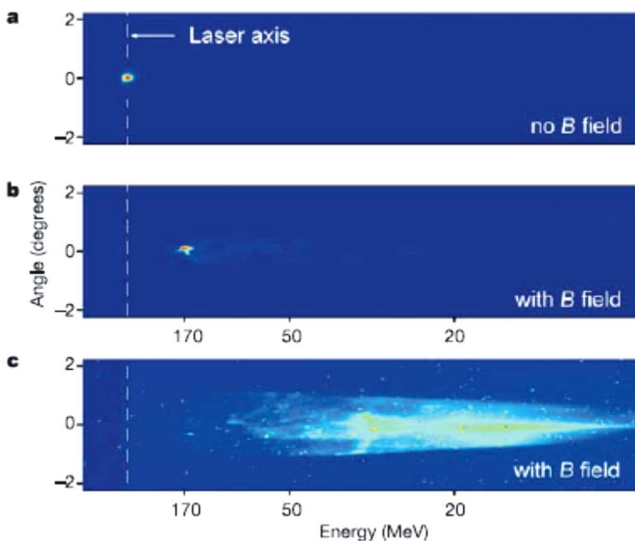 a
2
Laser axis
0
–2
no B field
b
2
Angle (degrees)
0
–2
with B field
170 50 20
c
2
0
–2
with B field
170 50 20
Energy (MeV)